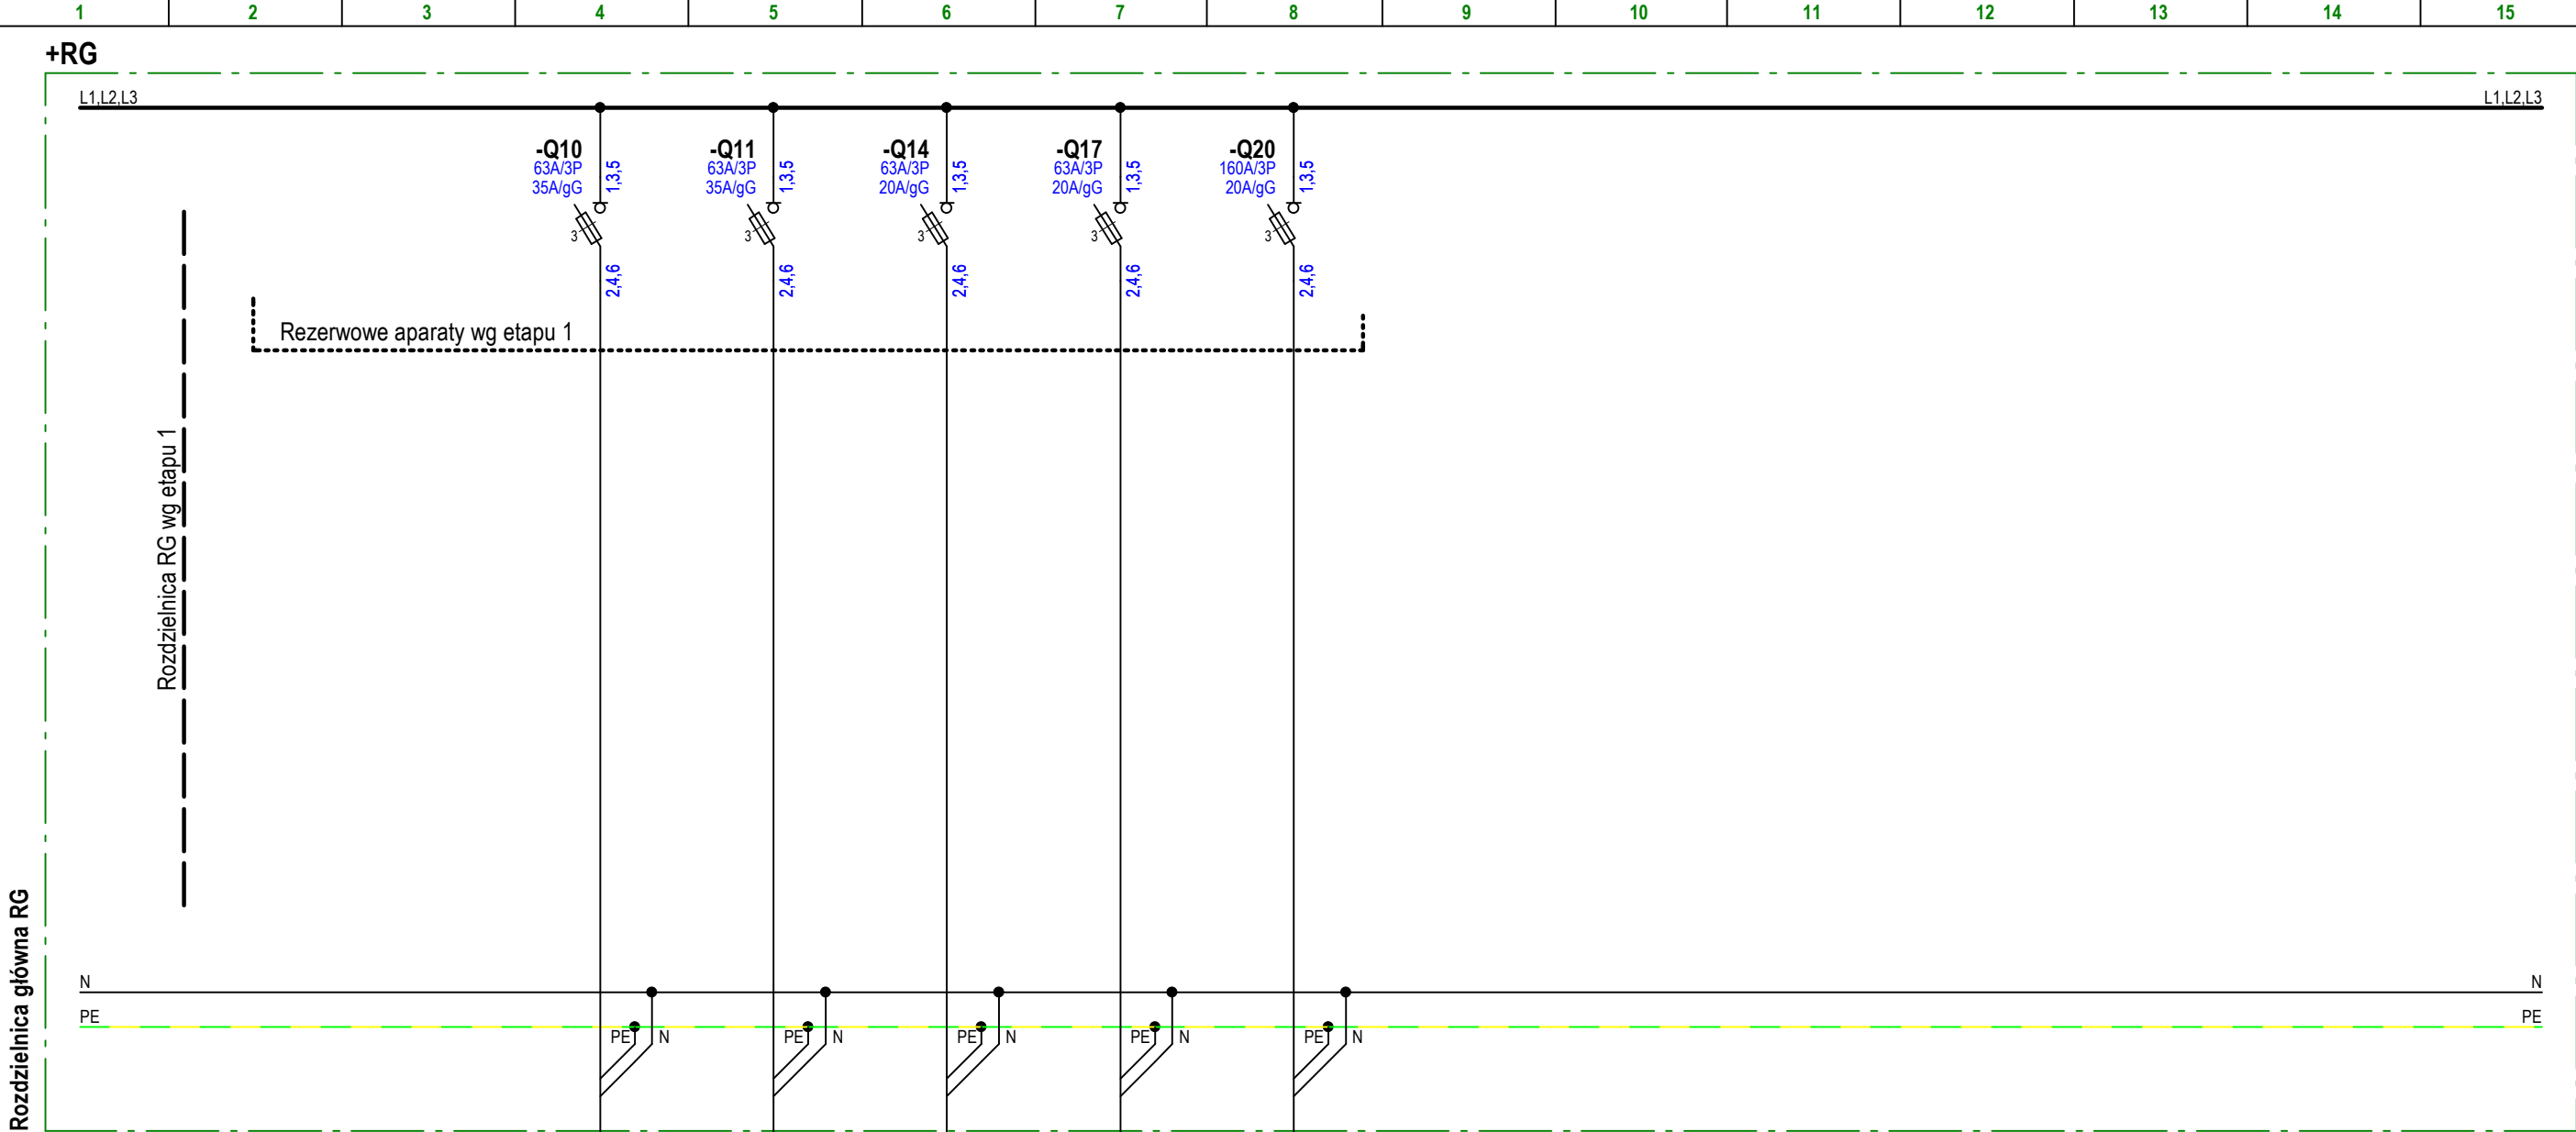 1 2 3 4 5 6 7 8 9 10 11 12 13 14 15
+RG
L1,L2,L3 L1,L2,L3
-Q10
63A/3P
35A/gG
1,3,5
3
2,4,6
-Q11
63A/3P
35A/gG
1,3,5
3
2,4,6
-Q14
63A/3P
20A/gG
1,3,5
3
2,4,6
-Q17
63A/3P
20A/gG
1,3,5
3
2,4,6
-Q20
160A/3P
20A/gG
1,3,5
3
2,4,6
Rezerwowe aparaty wg etapu 1
Rozdzielnica RG wg etapu 1
Rozdzielnica główna RG
N N
PE PE
PE N PE N PE N PE N PE N